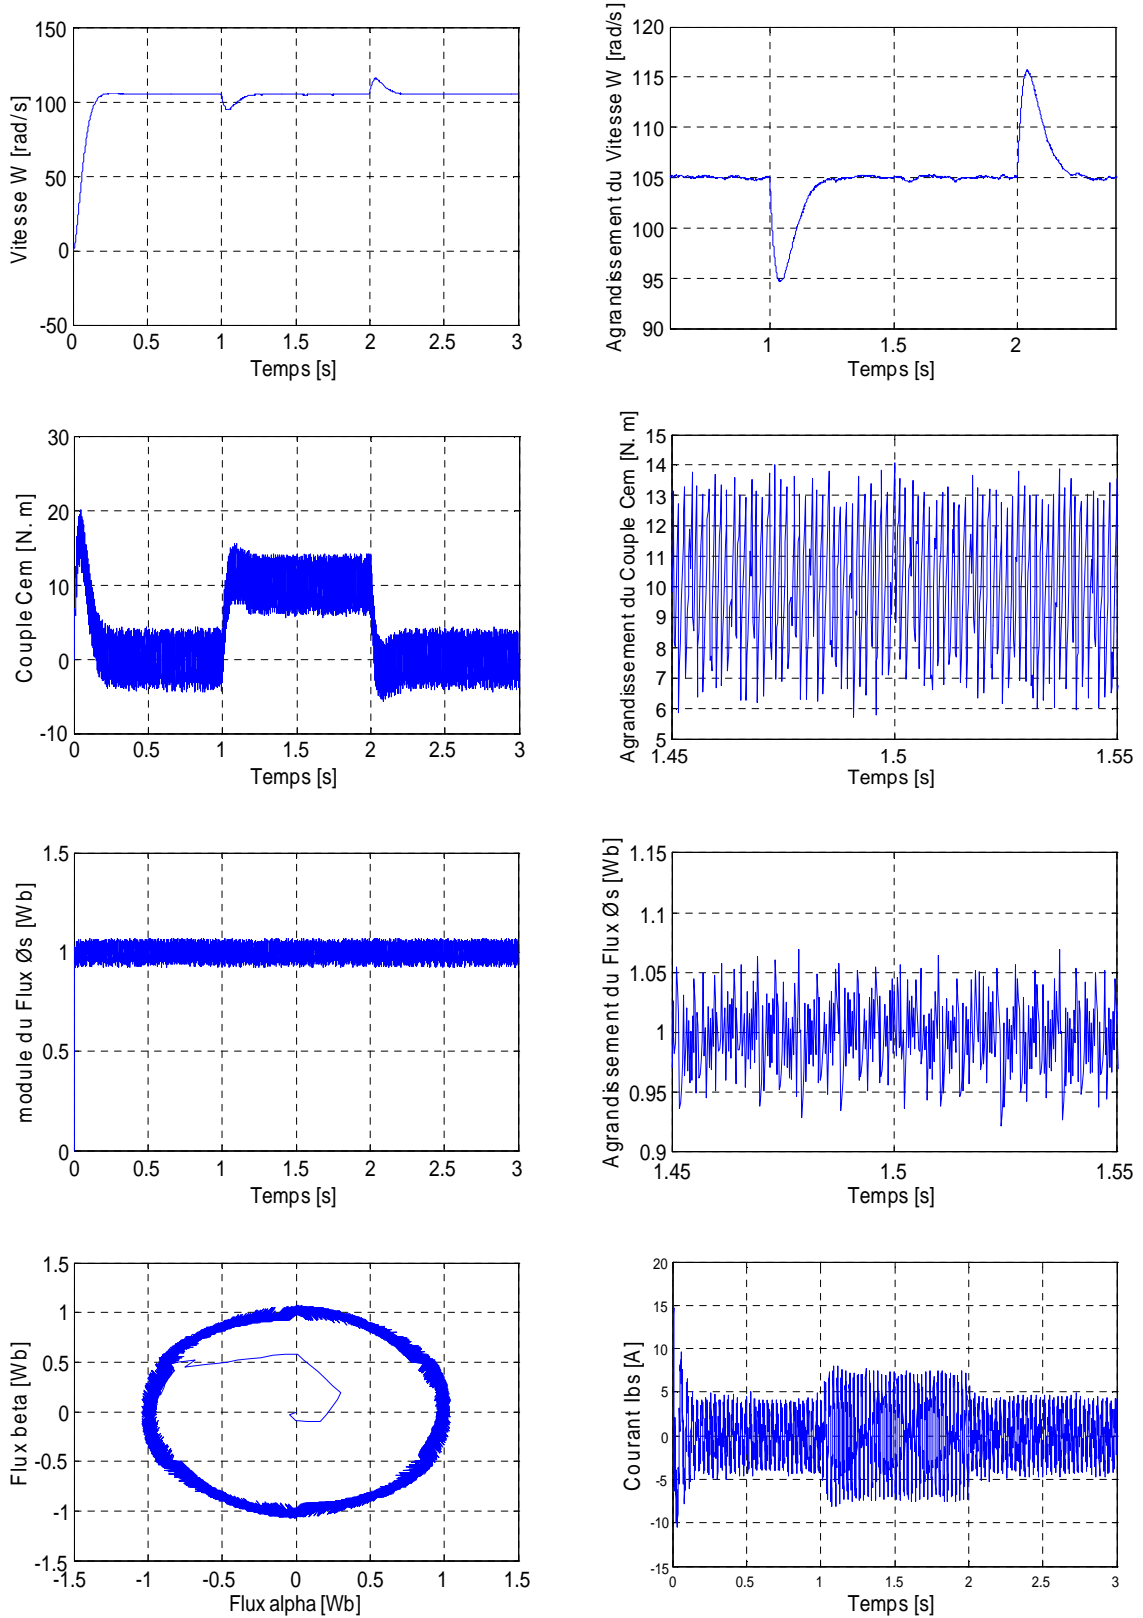 150
100
50
0
-50
0 0.5 1 1.5 2 2.5 3
Vitesse W [rad/s]
Temps [s]
120
115
110
105
100
95
90
1 1.5 2
Agrandissement du Vitesse W [rad/s]
Temps [s]
30
20
10
0
-10
0 0.5 1 1.5 2 2.5 3
Couple Cem [N.m]
Temps [s]
15
14
13
12
11
10
9
8
7
6
5
1.45 1.5 1.55
Agrandissement du Couple Cem [N.m]
Temps [s]
1.5
1
0.5
0
0 0.5 1 1.5 2 2.5 3
module du Flux Øs [Wb]
Temps [s]
1.15
1.1
1.05
1
0.95
0.9
1.45 1.5 1.55
Agrandissement du Flux Øs [Wb]
Temps [s]
1.5
1
0.5
0
-0.5
-1
-1.5
-1.5 -1 -0.5 0 0.5 1 1.5
Flux beta [Wb]
Flux alpha [Wb]
20
15
10
5
0
-5
-10
-15
0 0.5 1 1.5 2 2.5 3
Courant Ibs [A]
Temps [s]